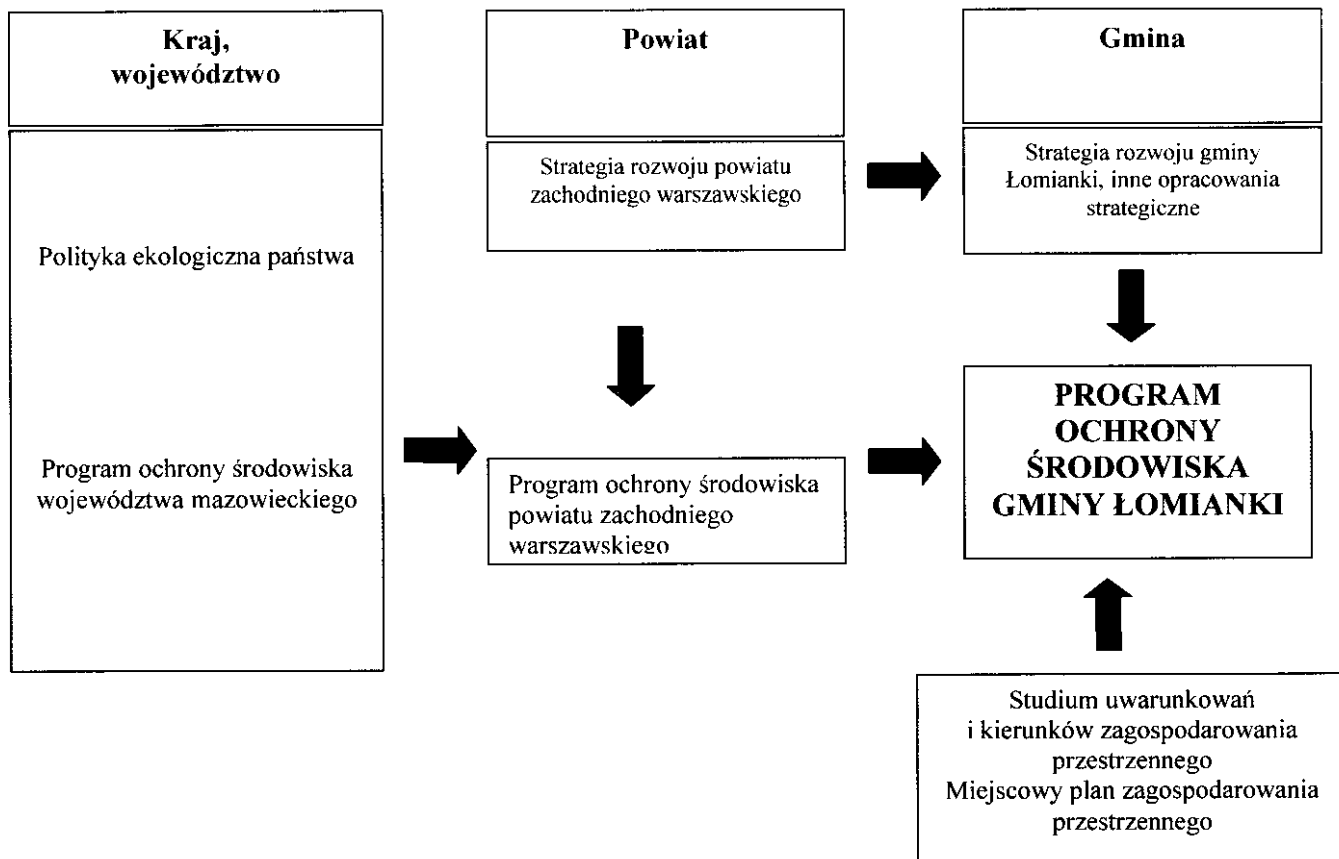 Kraj,
województwo
Powiat
Gmina
Polityka ekologiczna państwa
Program ochrony środowiska
województwa mazowieckiego
Strategia rozwoju powiatu
zachodniego warszawskiego
Program ochrony środowiska
powiatu zachodniego
warszawskiego
Strategia rozwoju gminy
Łomianki, inne opracowania
strategiczne
PROGRAM
OCHRONY
ŚRODOWISKA
GMINY ŁOMIANKI
Studium uwarunkowań
i kierunków zagospodarowania
przestrzennego
Miejscowy plan zagospodarowania
przestrzennego